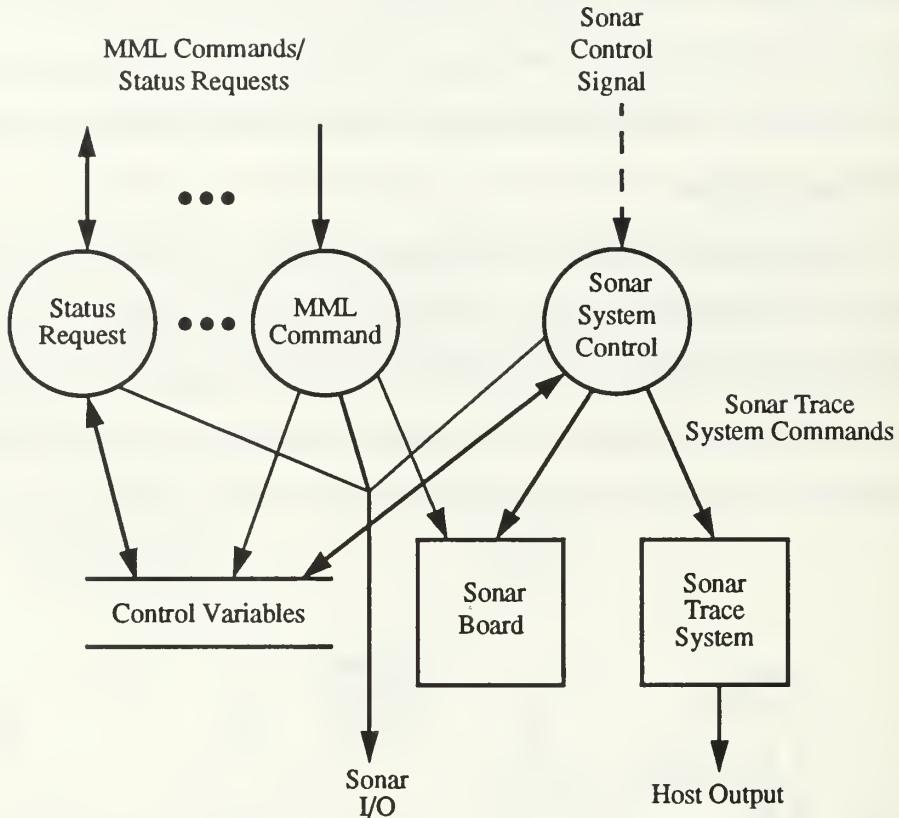 MML Commands/
Status Requests
Sonar
Control
Signal
Status
Request
MML
Command
Sonar
System
Control
Sonar Trace
System Commands
Control Variables
Sonar
Board
Sonar
Trace
System
Sonar
I/O
Host Output